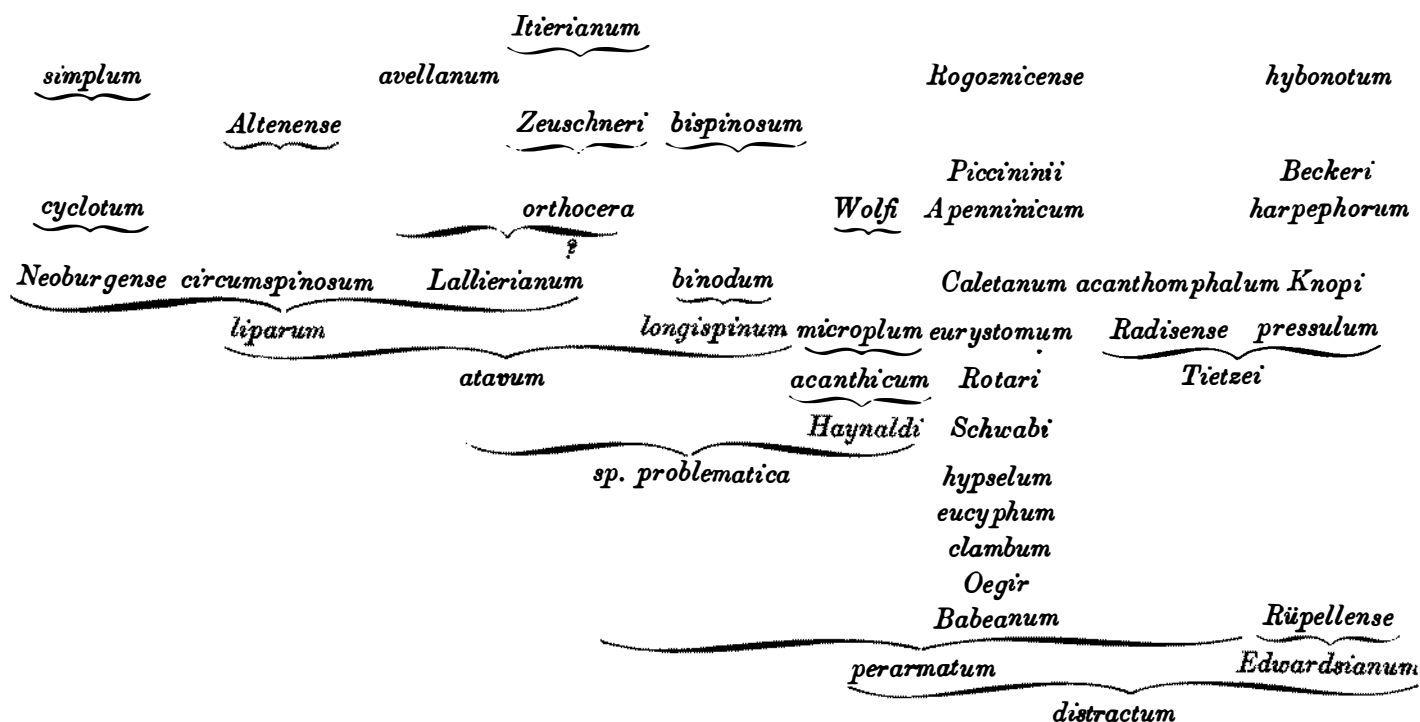 Itierianum
simplum avellanum Rogoznicense hybonotum
Altenense Zeuschneri bispinosum
Piccininii Beckeri
cyclotum orthocera Wolfi Apenninicum harpephorum
?
Neoburgense circumspinosum Lallierianum binodum Caletanum acanthomphalum Knopi
liparum longispinum microplum eurystomum Radisense pressulum
atavum acanthicum Rotari Tietzei
Haynaldi Schwabi
sp. problematica hypselum
eucyphum
clambum
Oegir
Babeanum Rüpellense
perarmatum Edwardsianum
distractum